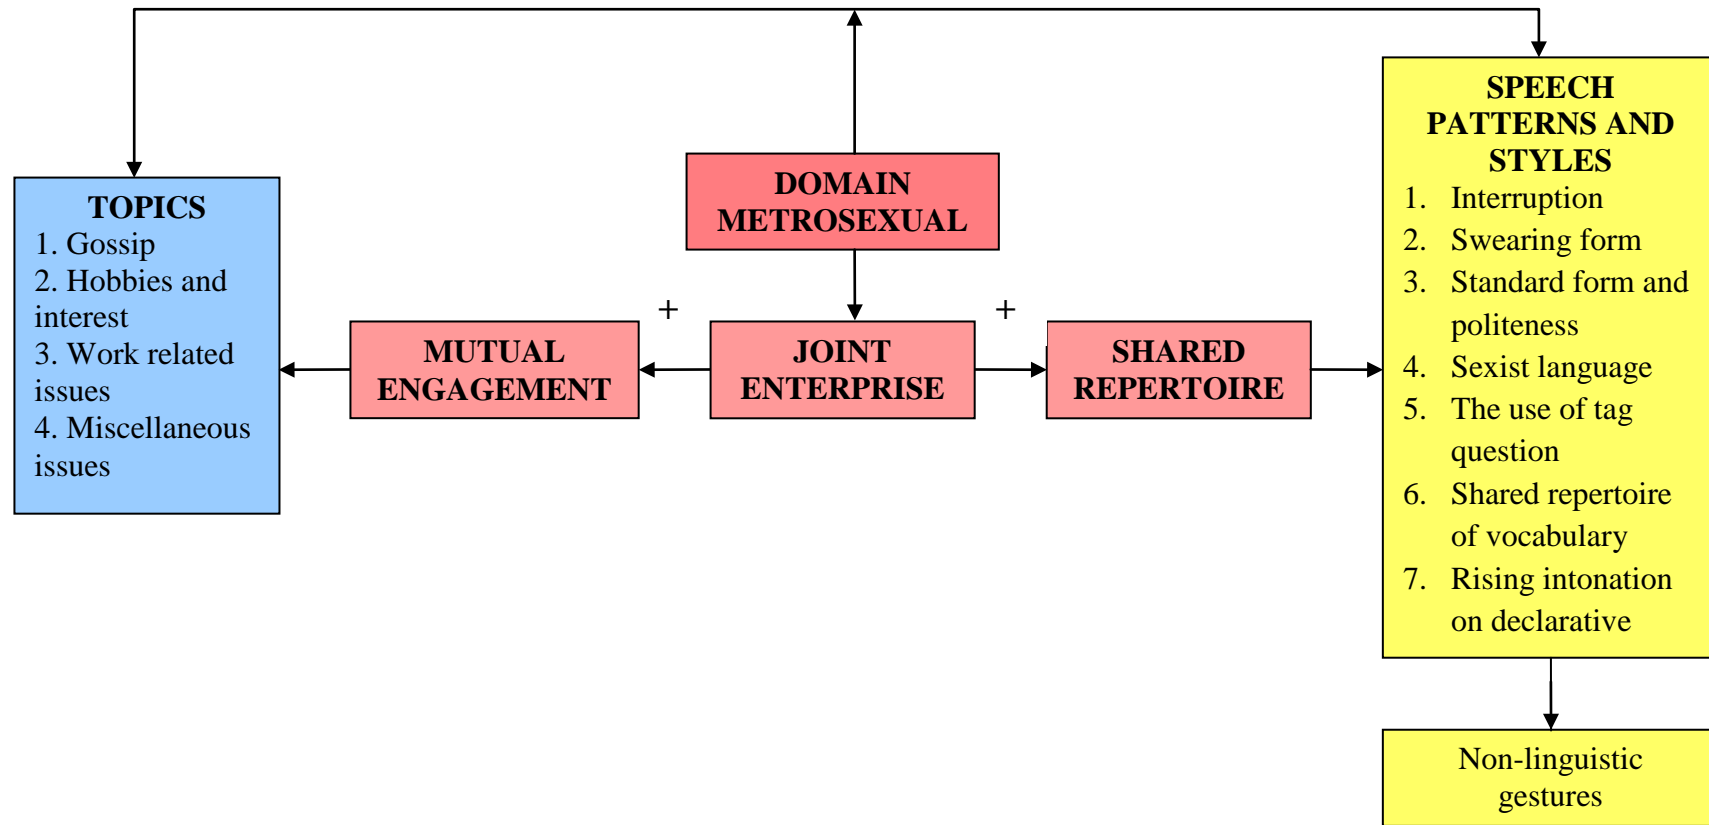 TOPICS
1. Gossip
2. Hobbies and
interest
3. Work related
issues
4. Miscellaneous
issues
DOMAIN
METROSEXUAL
+
+
MUTUAL
ENGAGEMENT
JOINT
ENTERPRISE
SHARED
REPERTOIRE
SPEECH
PATTERNS AND
STYLES
1. Interruption
2. Swearing form
3. Standard form and
politeness
4. Sexist language
5. The use of tag
question
6. Shared repertoire
of vocabulary
7. Rising intonation
on declarative
Non-linguistic
gestures